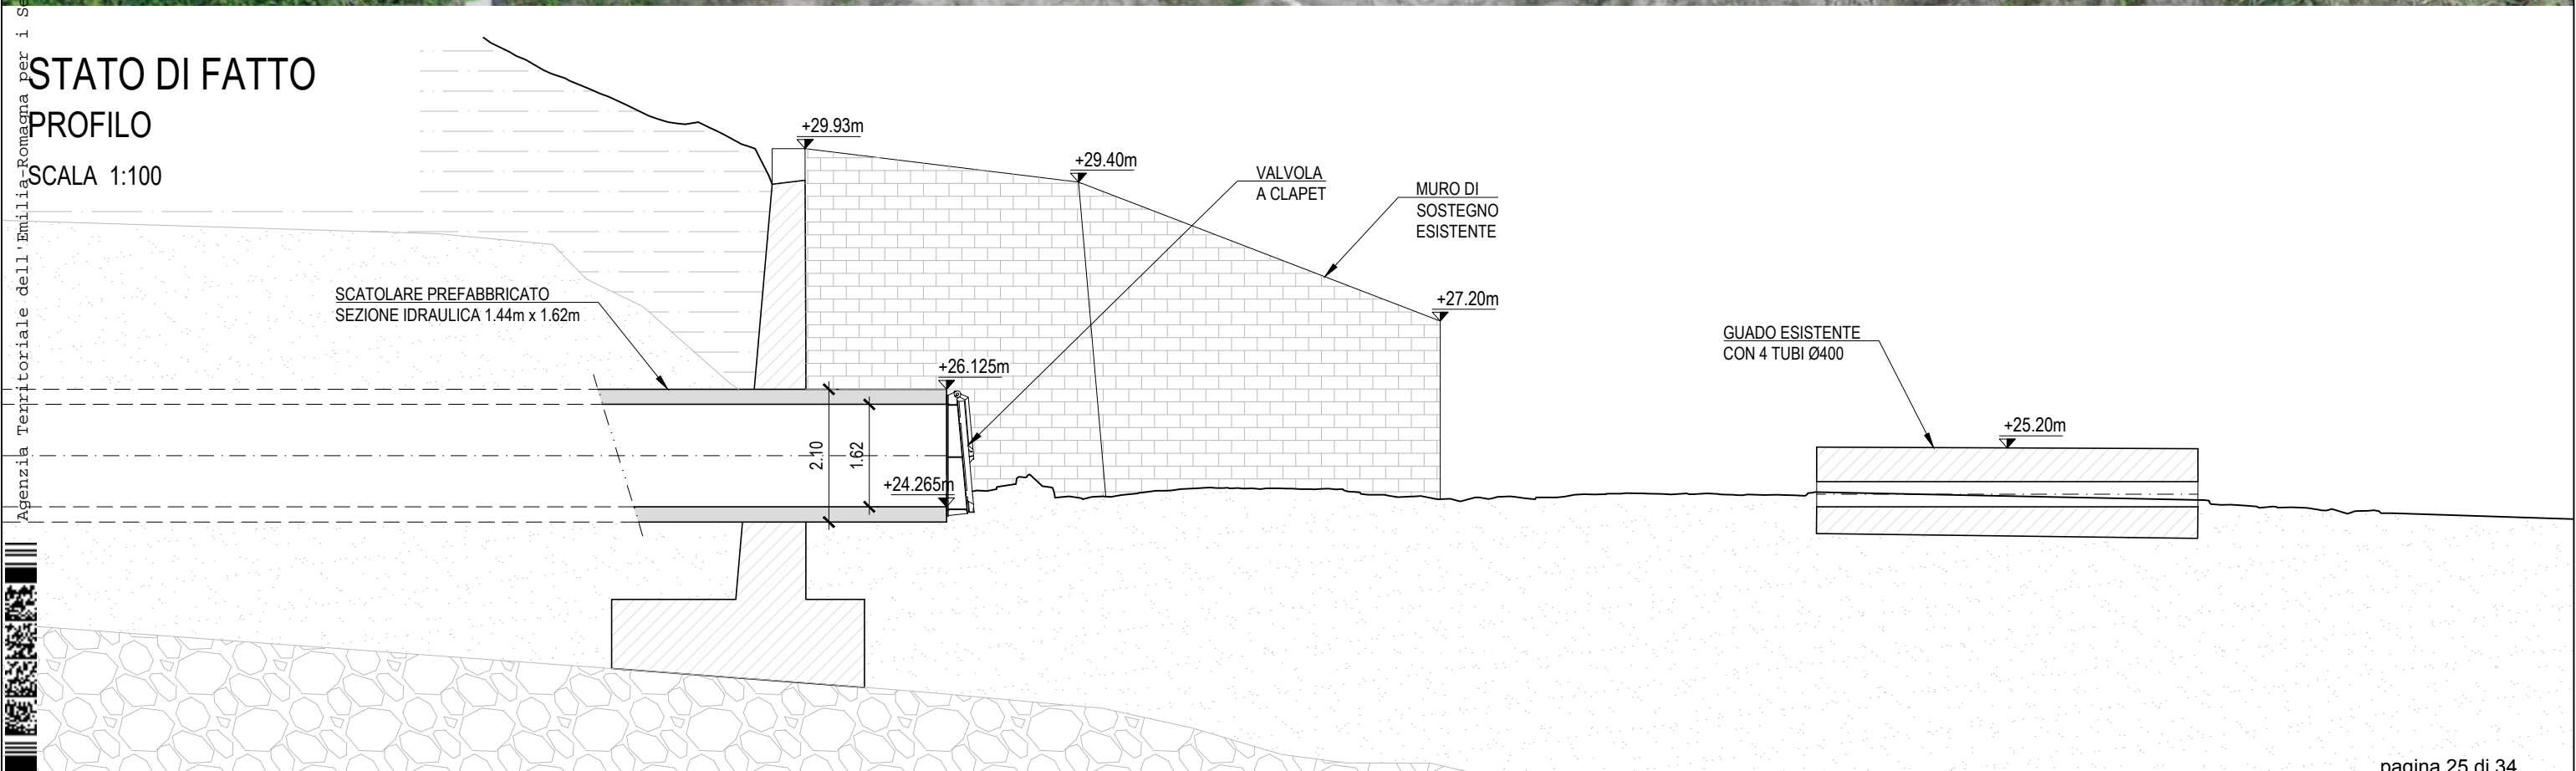 STATO DI FATTO
PROFILO
SCALA 1:100
Agenzia Territoriale dell'Emilia-Romagna per i Se
+29.93m
+29.40m
VALVOLA
A CLAPET
MURO DI
SOSTEGNO
ESISTENTE
+27.20m
SCATOLARE PREFABBRICATO
SEZIONE IDRAULICA 1.44m x 1.62m
GUADO ESISTENTE
CON 4 TUBI Ø400
+26.125m
+25.20m
2.10
1.62
+24.265m
pagina 25 di 34